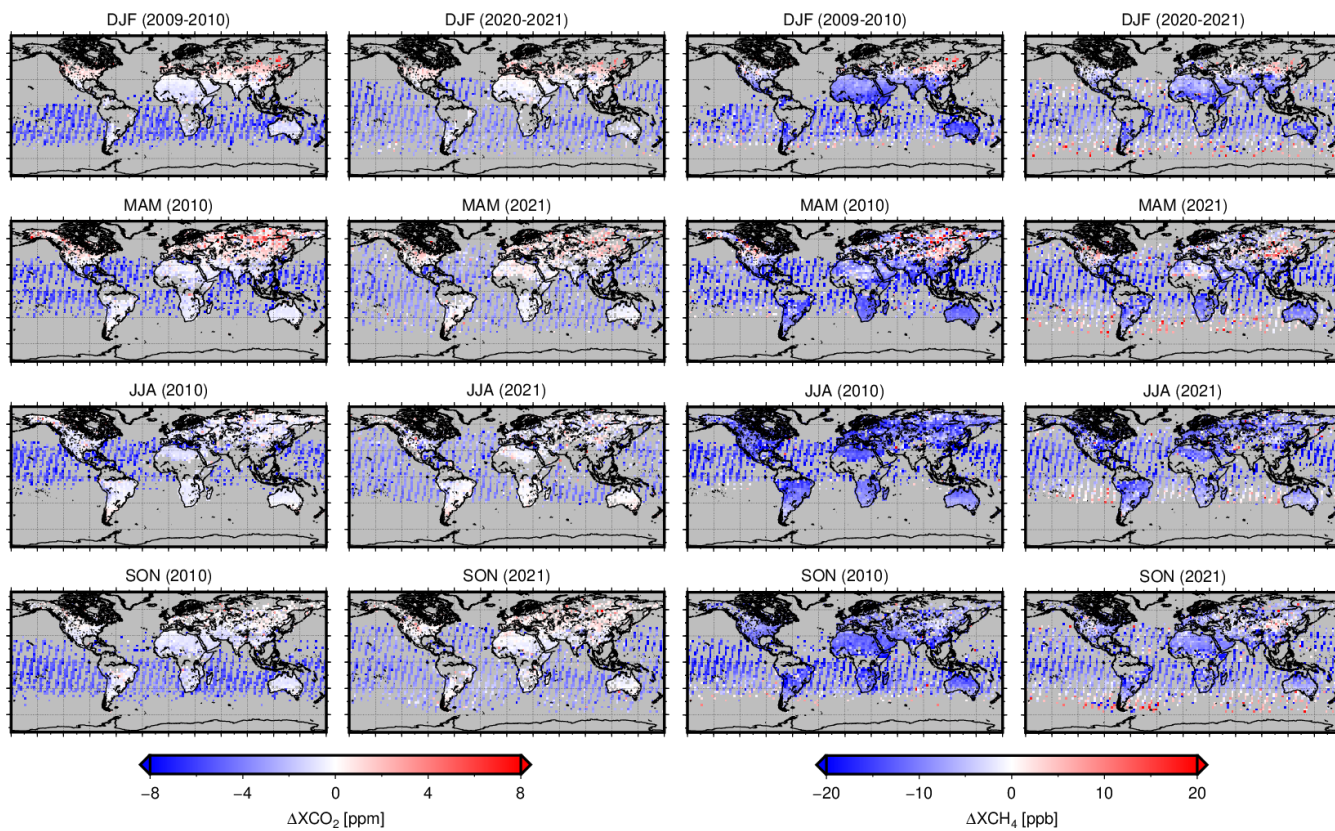 DJF (2009-2010) DJF (2020-2021) DJF (2009-2010) DJF (2020-2021)
MAM (2010) MAM (2021) MAM (2010) MAM (2021)
JJA (2010) JJA (2021) JJA (2010) JJA (2021)
SON (2010) SON (2021) SON (2010) SON (2021)
−8 −4 0 4 8 −20 −10 0 10 20
ΔXCO₂ [ppm] ΔXCH₄ [ppb]